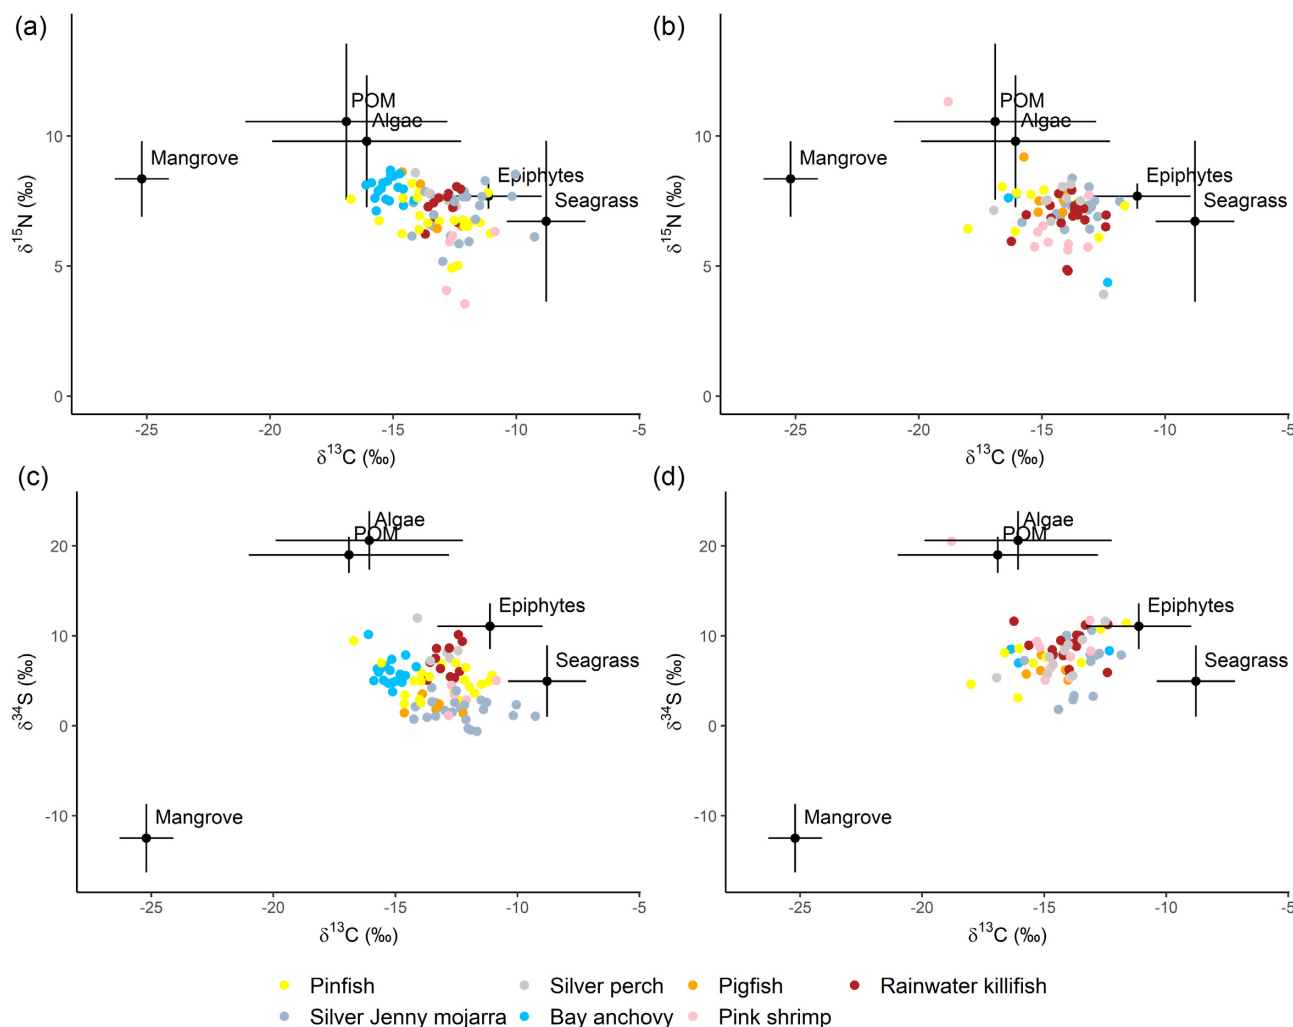 (a)
POM
Algae
Mangrove
Epiphytes
Seagrass
10
5
0
δ15N (‰)
-25 -20 -15 -10 -5
δ13C (‰)
(b)
POM
Algae
Mangrove
Epiphytes
Seagrass
10
5
0
δ15N (‰)
-25 -20 -15 -10 -5
δ13C (‰)
(c)
Algae
POM
Epiphytes
Seagrass
Mangrove
20
10
0
-10
δ34S (‰)
-25 -20 -15 -10 -5
δ13C (‰)
(d)
Algae
POM
Epiphytes
Seagrass
Mangrove
20
10
0
-10
δ34S (‰)
-25 -20 -15 -10 -5
δ13C (‰)
Pinfish Silver perch Pigfish Rainwater killifish
Silver Jenny mojarra Bay anchovy Pink shrimp